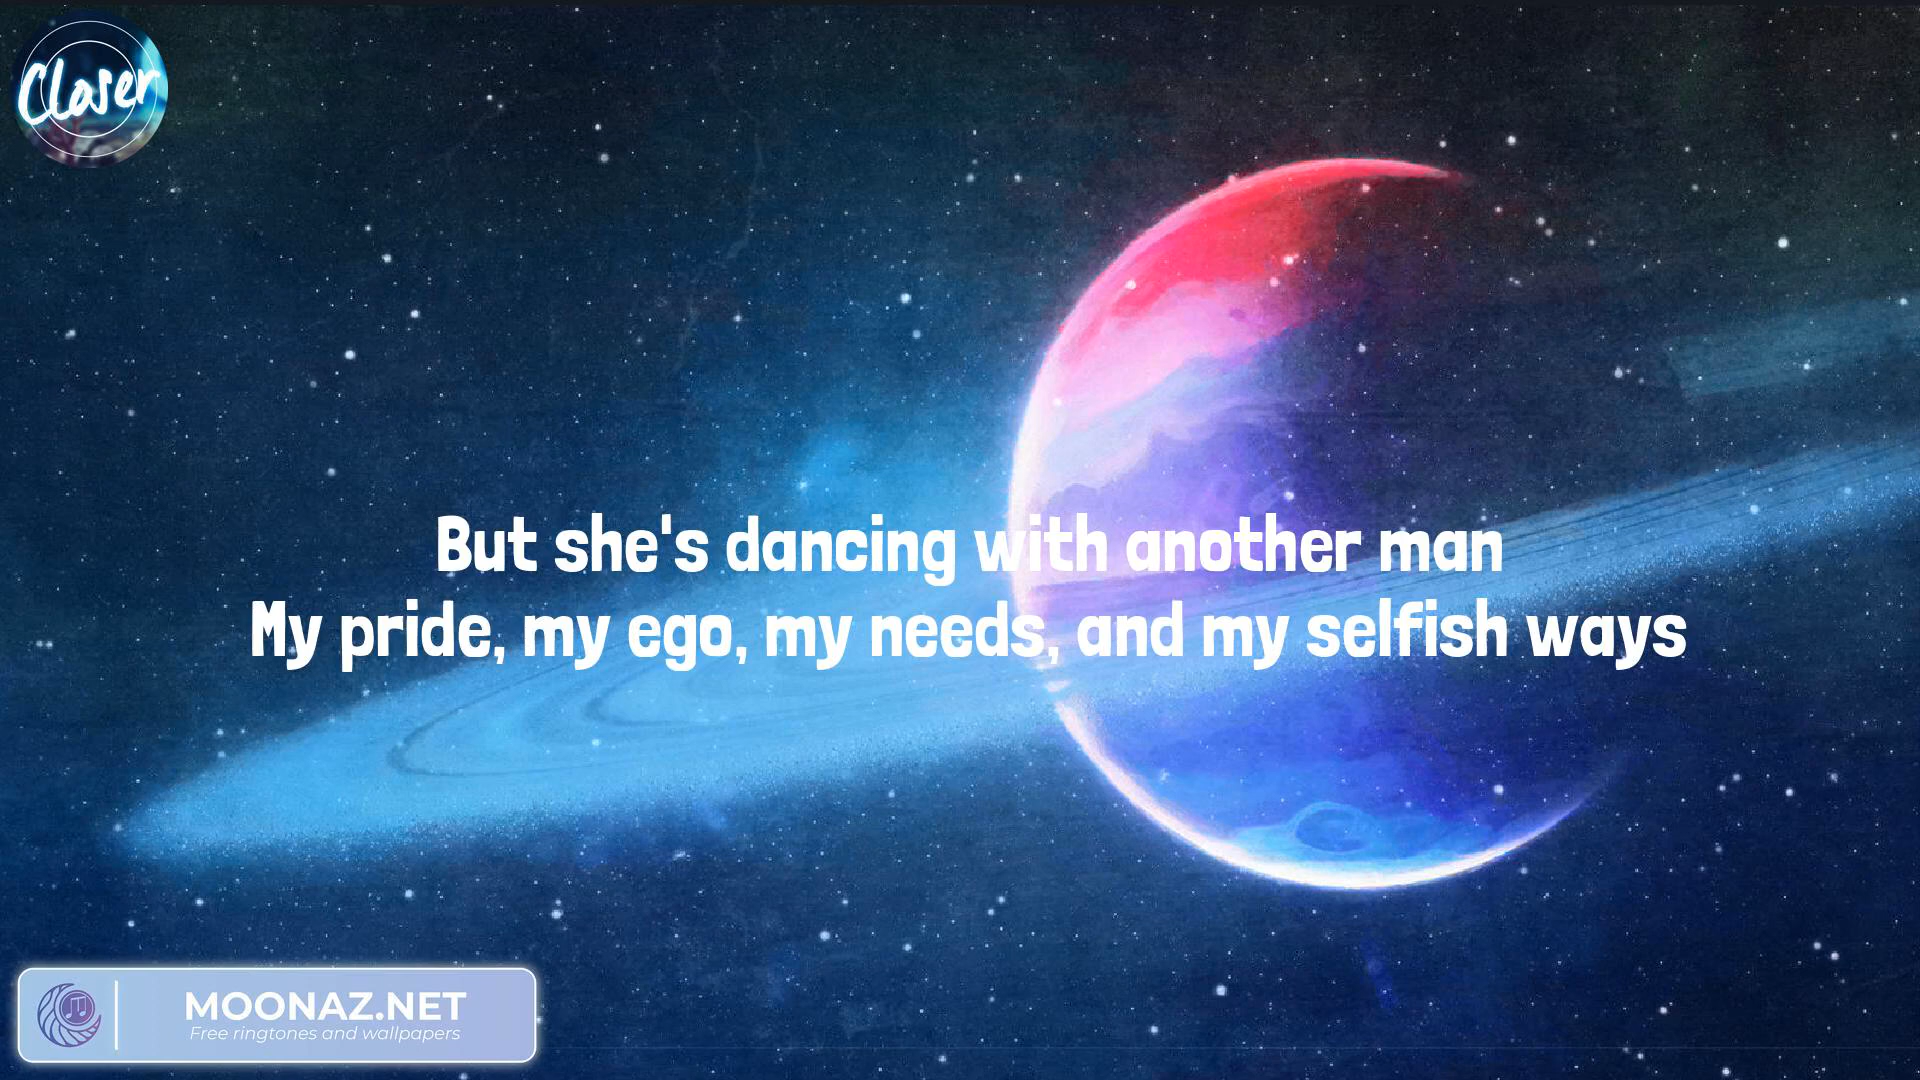 Closer
But she's dancing with another man
My pride, my ego, my needs, and my selfish ways
MOONAZ.NET
Free ringtones and wallpapers